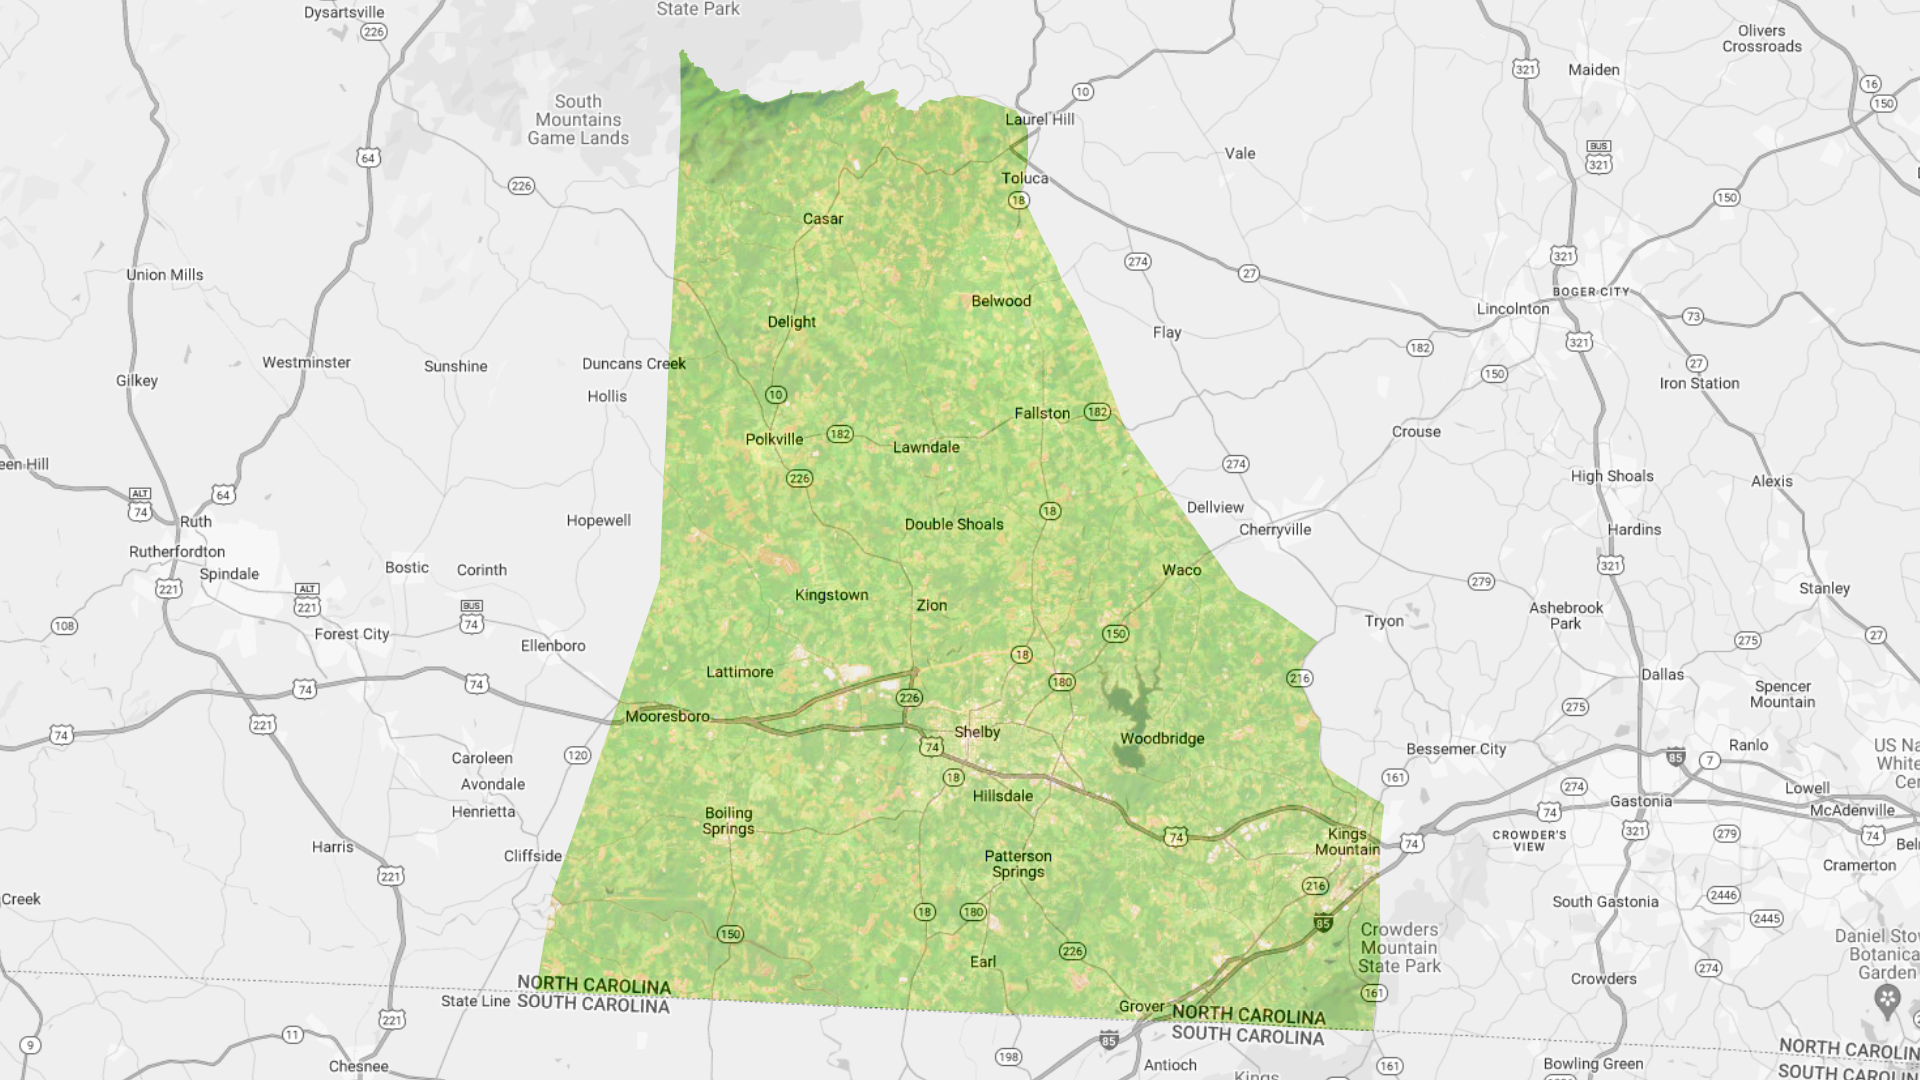 Dysartsville
State Park
226
Olivers
Crossroads
321
Maiden
16
150
10
South
Mountains
Game Lands
Laurel Hill
BUS
321
64
226
Vale
Toluca
18
150
Casar
274
27
321
Union Mills
Belwood
BOGER CITY
Lincolnton
73
Delight
Flay
321
182
Westminster
Sunshine
Duncans Creek
27
150
Iron Station
Gilkey
Hollis
10
Fallston
182
Polkville
182
Lawndale
Crouse
een Hill
274
High Shoals
Alexis
226
ALT
74
64
Dellview
18
Ruth
Hopewell
Double Shoals
Cherryville
Hardins
Rutherfordton
Bostic
Corinth
Spindale
Waco
321
221
ALT
221
Kingstown
Zion
279
Stanley
BUS
74
Ashebrook
Park
108
Forest City
150
Tryon
275
27
Ellenboro
18
Lattimore
180
216
Dallas
74
74
226
Spencer
Mountain
275
Mooresboro
221
74
Shelby
74
Woodbridge
Bessemer City
Ranlo
US Na
White
Cen
120
Caroleen
85
7
Avondale
18
161
274
Lowell
Hillsdale
Gastonia
Henrietta
74
McAdenville
Boiling
Springs
74
Kings
Mountain
74
CROWDER'S
VIEW
321
279
74
Harris
Cliffside
Patterson
Springs
Cramerton
221
216
Creek
18
180
South Gastonia
2446
2445
85
150
Crowders
Mountain
State Park
226
Daniel Sto
Botanica
Garden
Earl
274
Crowders
NORTH CAROLINA
State Line
SOUTH CAROLINA
161
Grover
NORTH CAROLINA
SOUTH CAROLINA
221
11
9
85
198
Antioch
Chesnee
161
Bowling Green
NORTH CAROLIN
SOUTH CAROLIN
Kings